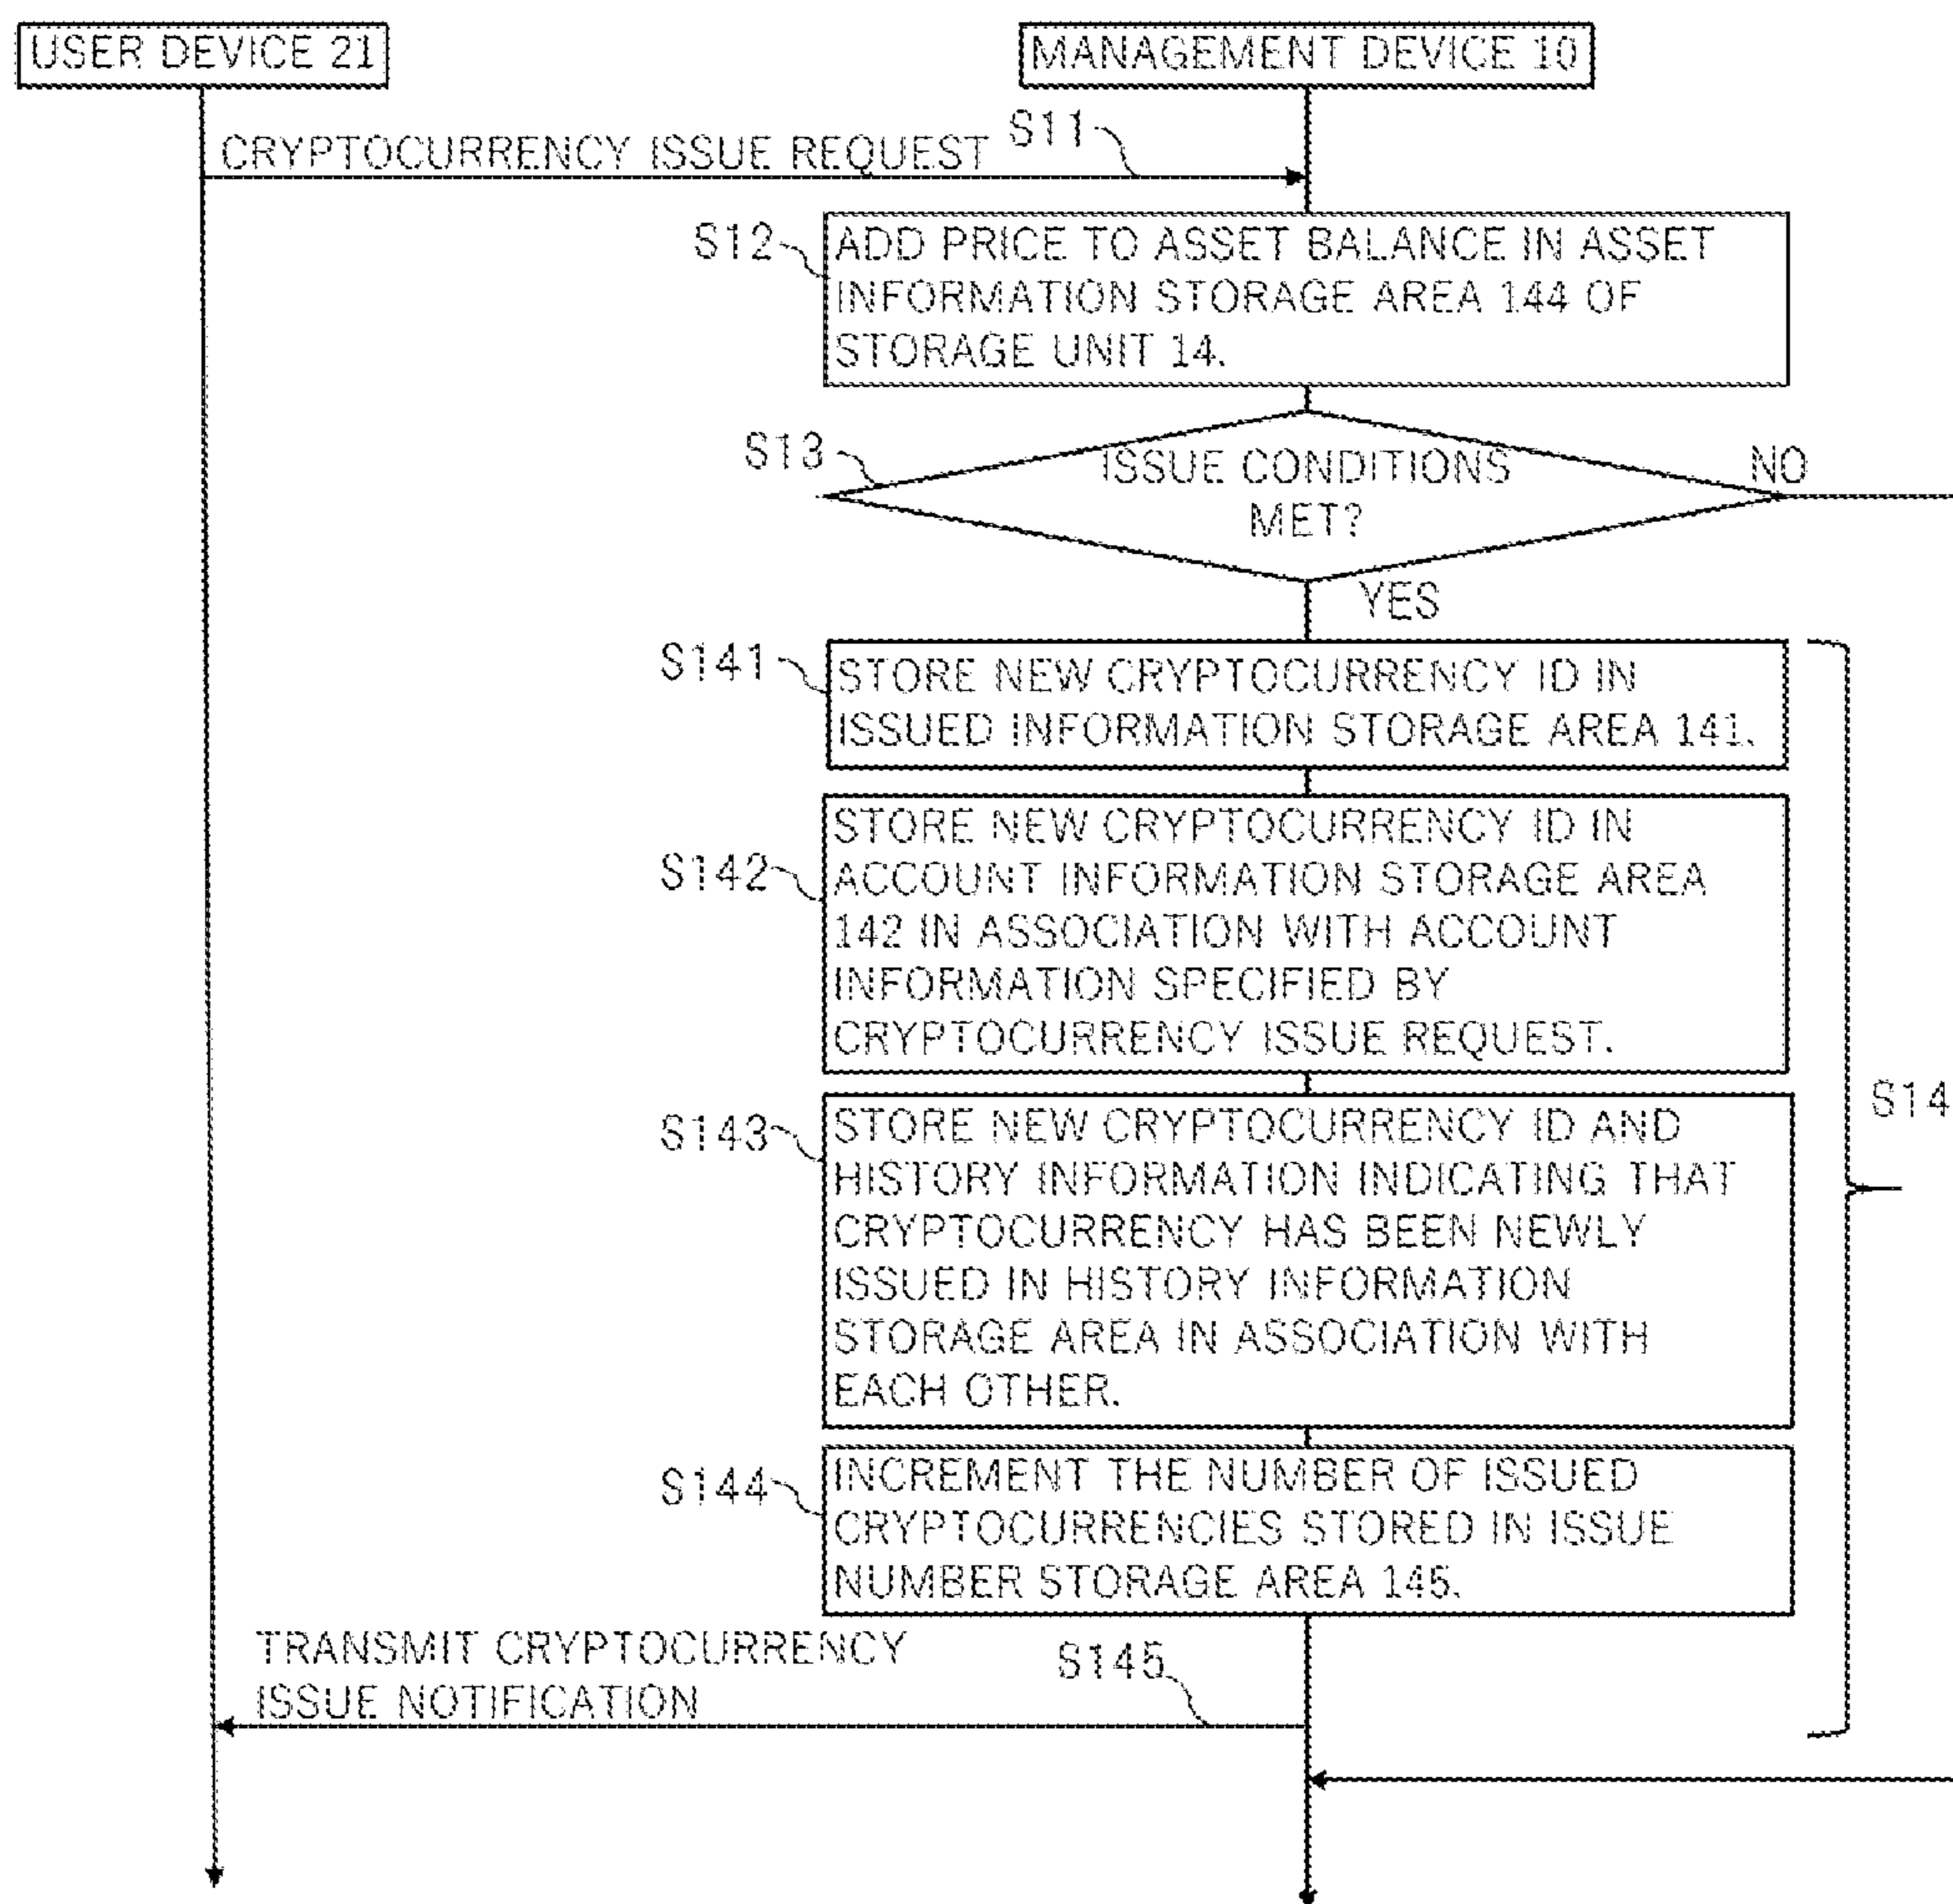 USER DEVICE 21
MANAGEMENT DEVICE 10
CRYPTOCURRENCY ISSUE REQUEST
S11
S12
ADD PRICE TO ASSET BALANCE IN ASSET
INFORMATION STORAGE AREA 144 OF
STORAGE UNIT 14.
S13
ISSUE CONDITIONS
MET?
NO
YES
S141
STORE NEW CRYPTOCURRENCY ID IN
ISSUED INFORMATION STORAGE AREA 141.
S142
STORE NEW CRYPTOCURRENCY ID IN
ACCOUNT INFORMATION STORAGE AREA
142 IN ASSOCIATION WITH ACCOUNT
INFORMATION SPECIFIED BY
CRYPTOCURRENCY ISSUE REQUEST.
S14
S143
STORE NEW CRYPTOCURRENCY ID AND
HISTORY INFORMATION INDICATING THAT
CRYPTOCURRENCY HAS BEEN NEWLY
ISSUED IN HISTORY INFORMATION
STORAGE AREA IN ASSOCIATION WITH
EACH OTHER.
S144
INCREMENT THE NUMBER OF ISSUED
CRYPTOCURRENCIES STORED IN ISSUE
NUMBER STORAGE AREA 145.
TRANSMIT CRYPTOCURRENCY
ISSUE NOTIFICATION
S145